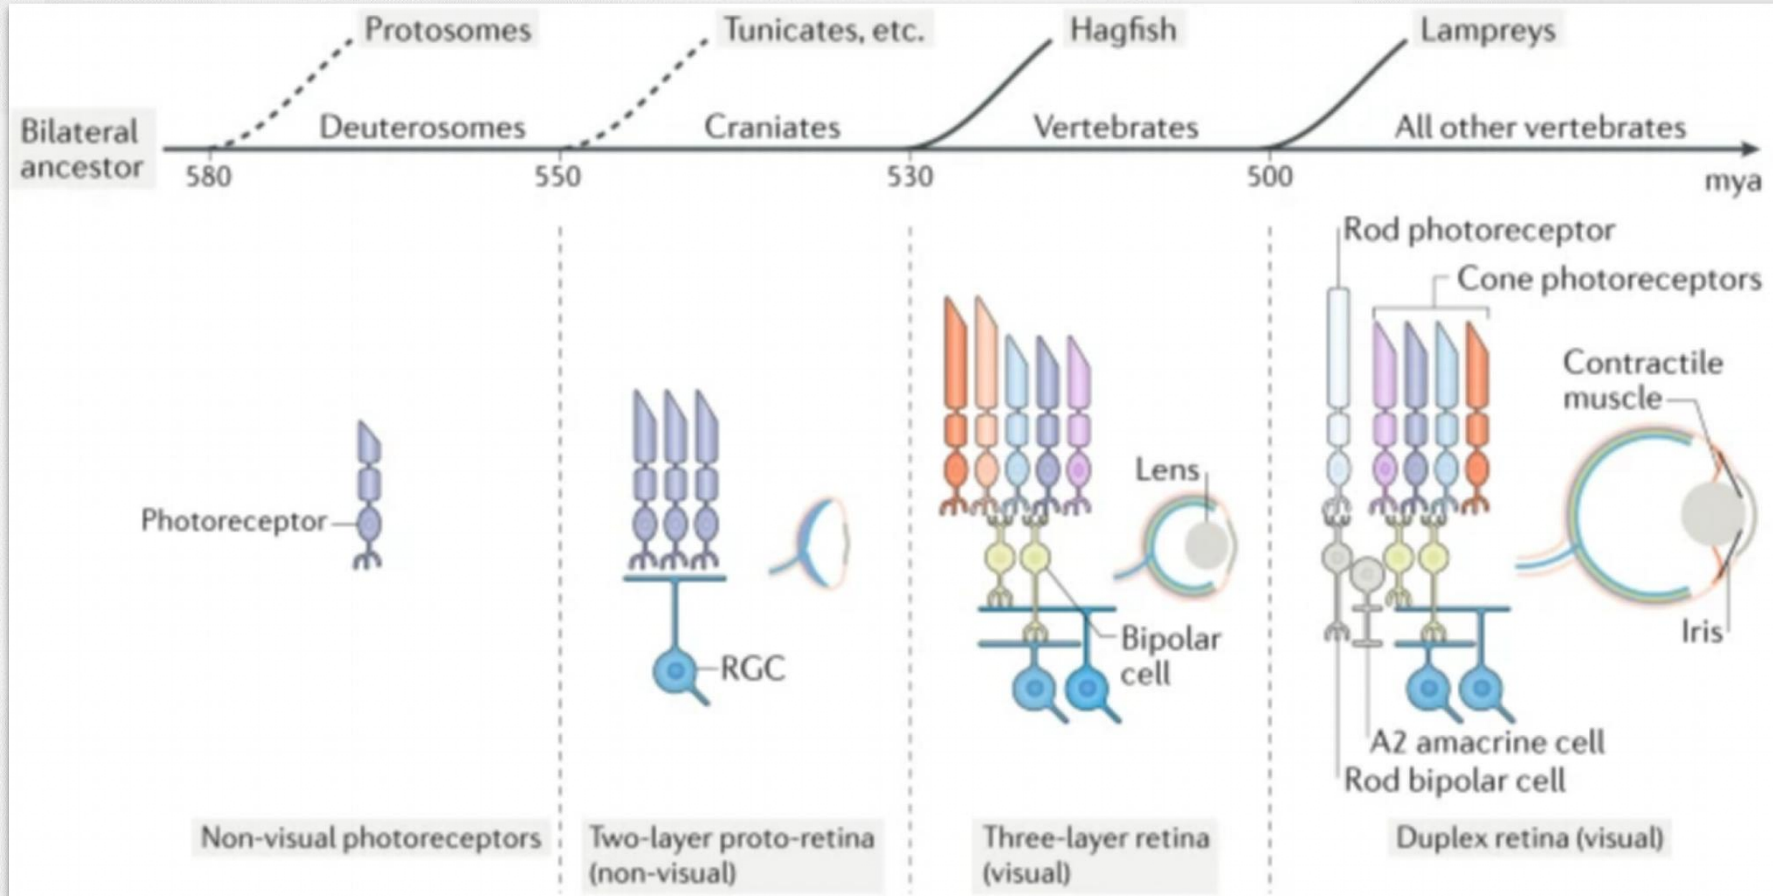 Protosomes
Tunicates, etc.
Hagfish
Lampreys
Bilateral
ancestor
Deuterosomes
Craniates
Vertebrates
All other vertebrates
580
550
530
500
mya
Rod photoreceptor
Cone photoreceptors
Contractile
muscle
Lens
Photoreceptor
Iris
Bipolar
cell
RGC
A2 amacrine cell
Rod bipolar cell
Non-visual photoreceptors
Two-layer proto-retina
(non-visual)
Three-layer retina
(visual)
Duplex retina (visual)